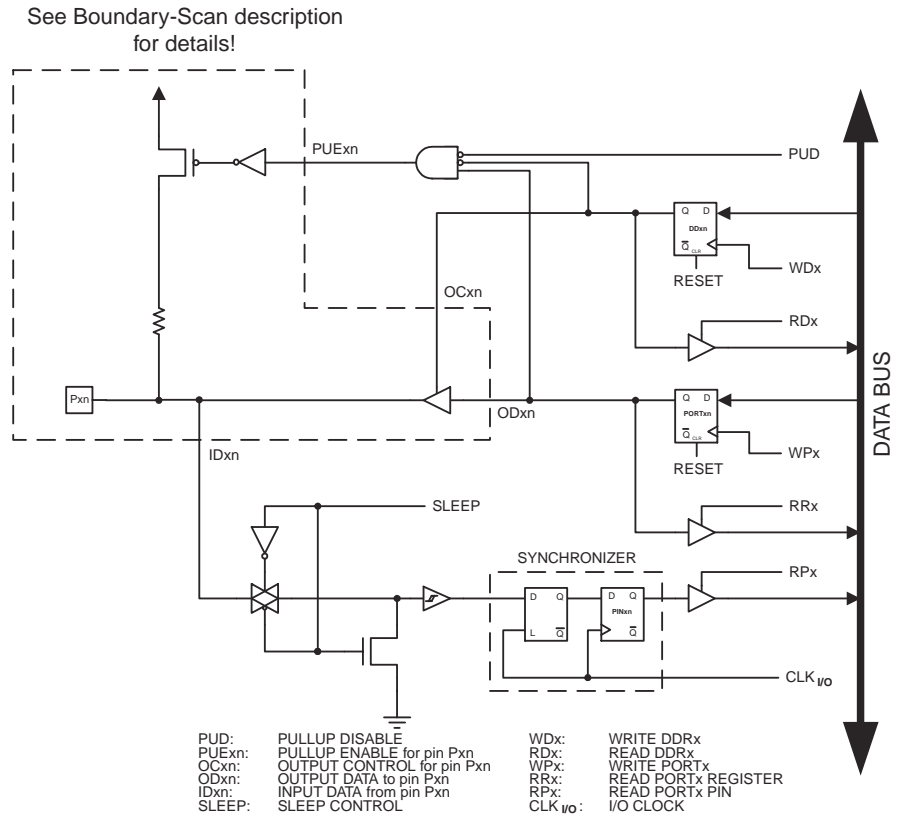 See Boundary-Scan description
for details!
PUExn
PUD
Q D
DDxn
Q CLR
WDx
RESET
OCxn
RDx
Pxn
ODxn
Q D
PORTxn
Q CLR
WPx
RESET
IDxn
SLEEP
RRx
SYNCHRONIZER
RPx
D Q
D Q
PINxn
L Q
Q
CLK I/O
DATA BUS
PUD: PULLUP DISABLE
PUExn: PULLUP ENABLE for pin Pxn
OCxn: OUTPUT CONTROL for pin Pxn
ODxn: OUTPUT DATA to pin Pxn
IDxn: INPUT DATA from pin Pxn
SLEEP: SLEEP CONTROL
WDx: WRITE DDRx
RDx: READ DDRx
WPx: WRITE PORTx
RRx: READ PORTx REGISTER
RPx: READ PORTx PIN
CLK I/O: I/O CLOCK